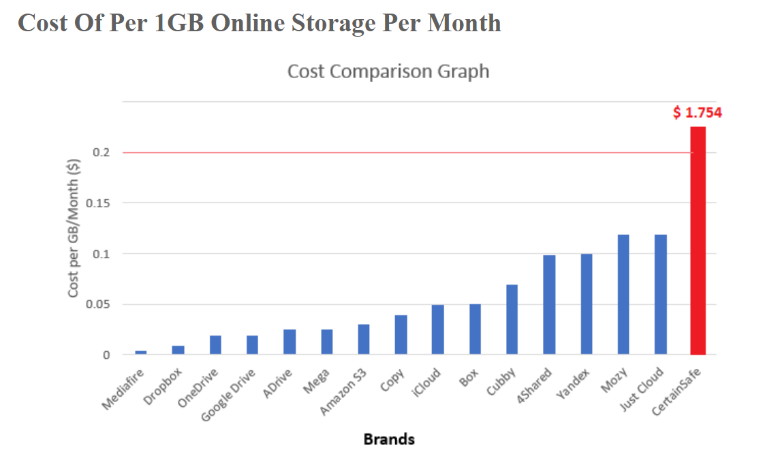 Cost Of Per 1GB Online Storage Per Month
Cost Comparison Graph
$ 1.754
Cost per GB/Month ($)
0.2
0.15
0.1
0.05
0
Mediafire
Dropbox
OneDrive
Google Drive
ADrive
Mega
Amazon S3
Copy
iCloud
Box
Cubby
4Shared
Yandex
Mozy
Just Cloud
CertainSafe
Brands